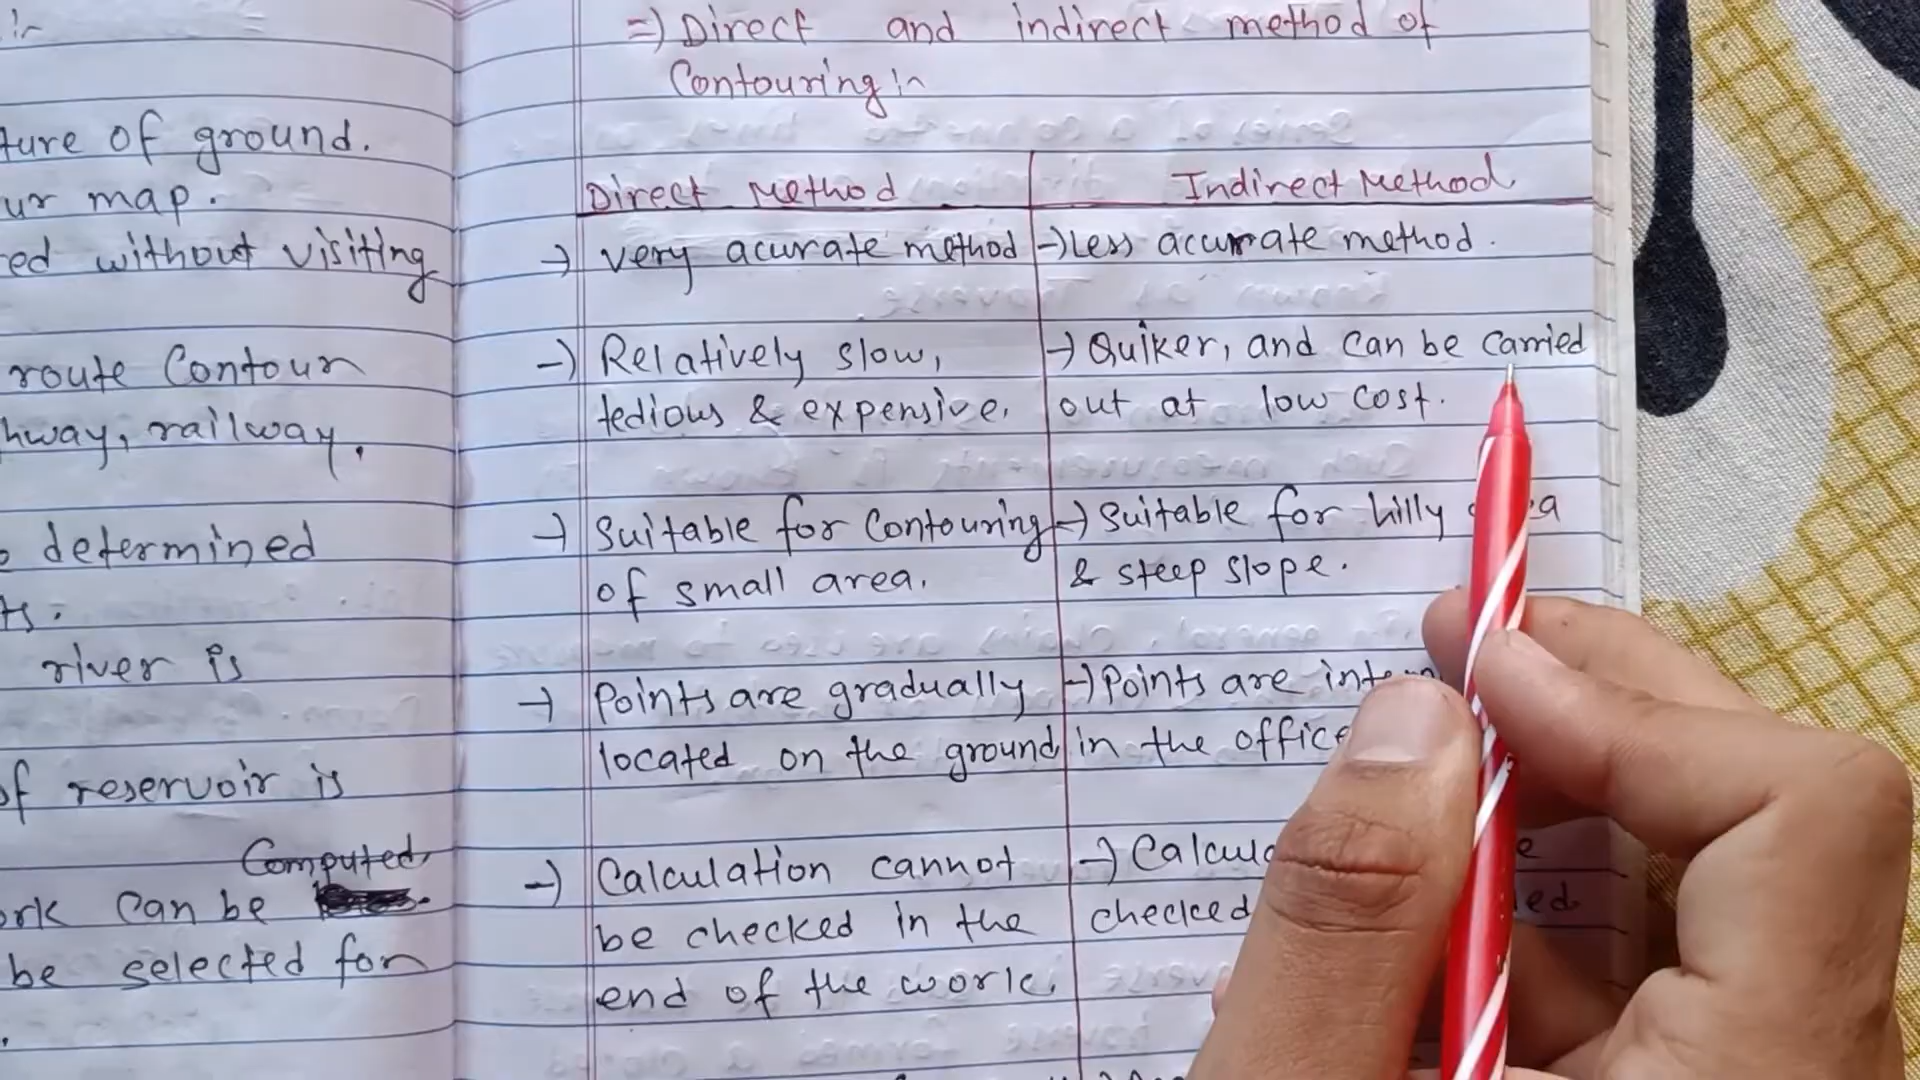 ture of ground.
ur map.
ed without visiting
route Contour
hway, railway.
determined
ts.
river is
of reservoir is
Computed
ork can be
be selected for
=) Direct and indirect method of
Contouring:-
Direct Method
Indirect Method.
→ very acurate method
→ Less acurrate method.
→ Relatively slow,
tedious & expensive.
→ Quiker, and can be carried
out at low cost.
→ Suitable for Contouring
of small area.
→ Suitable for hilly
& steep slope.
→ Points are gradually
located on the ground
→ Points are
in the office
→ Calculation cannot
be checked in the
end of the work.
→
checked